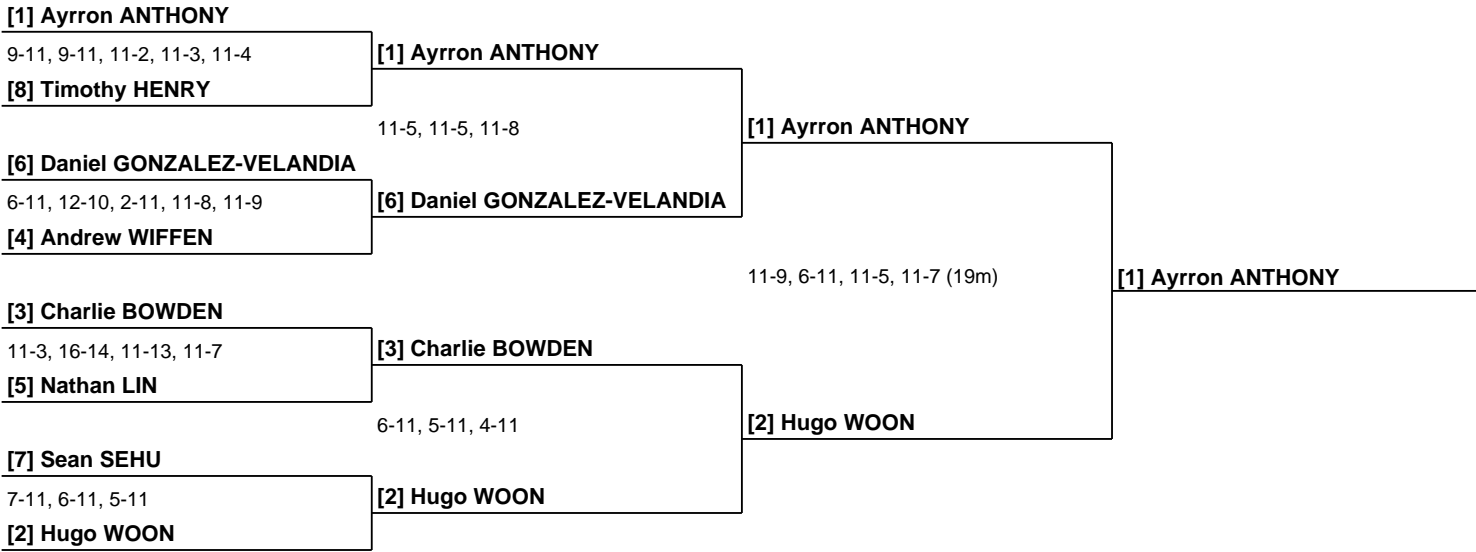 [1] Ayrron ANTHONY
9-11, 9-11, 11-2, 11-3, 11-4
[8] Timothy HENRY
[1] Ayrron ANTHONY
11-5, 11-5, 11-8
[6] Daniel GONZALEZ-VELANDIA
6-11, 12-10, 2-11, 11-8, 11-9
[4] Andrew WIFFEN
[6] Daniel GONZALEZ-VELANDIA
[1] Ayrron ANTHONY
11-9, 6-11, 11-5, 11-7 (19m)
[1] Ayrron ANTHONY
[3] Charlie BOWDEN
11-3, 16-14, 11-13, 11-7
[5] Nathan LIN
[3] Charlie BOWDEN
6-11, 5-11, 4-11
[2] Hugo WOON
[7] Sean SEHU
7-11, 6-11, 5-11
[2] Hugo WOON
[2] Hugo WOON